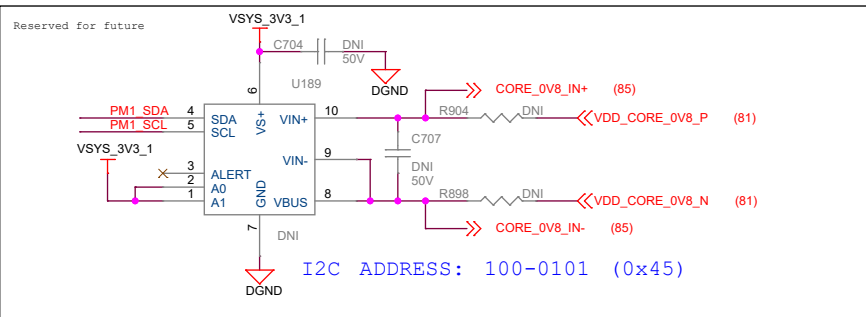 Reserved for future
VSYS_3V3_1
C704
DNI
50V
DGND
U189
6
VS+
CORE_0V8_IN+ (85)
PM1_SDA 4 SDA
VIN+ 10
R904 DNI
VDD_CORE_0V8_P (81)
PM1_SCL 5 SCL
C707
DNI
50V
VSYS_3V3_1
VIN- 9
3 ALERT
2 A0
1 A1
GND
VBUS 8
R898 DNI
VDD_CORE_0V8_N (81)
7
DNI
CORE_0V8_IN- (85)
DGND
I2C ADDRESS: 100-0101 (0x45)